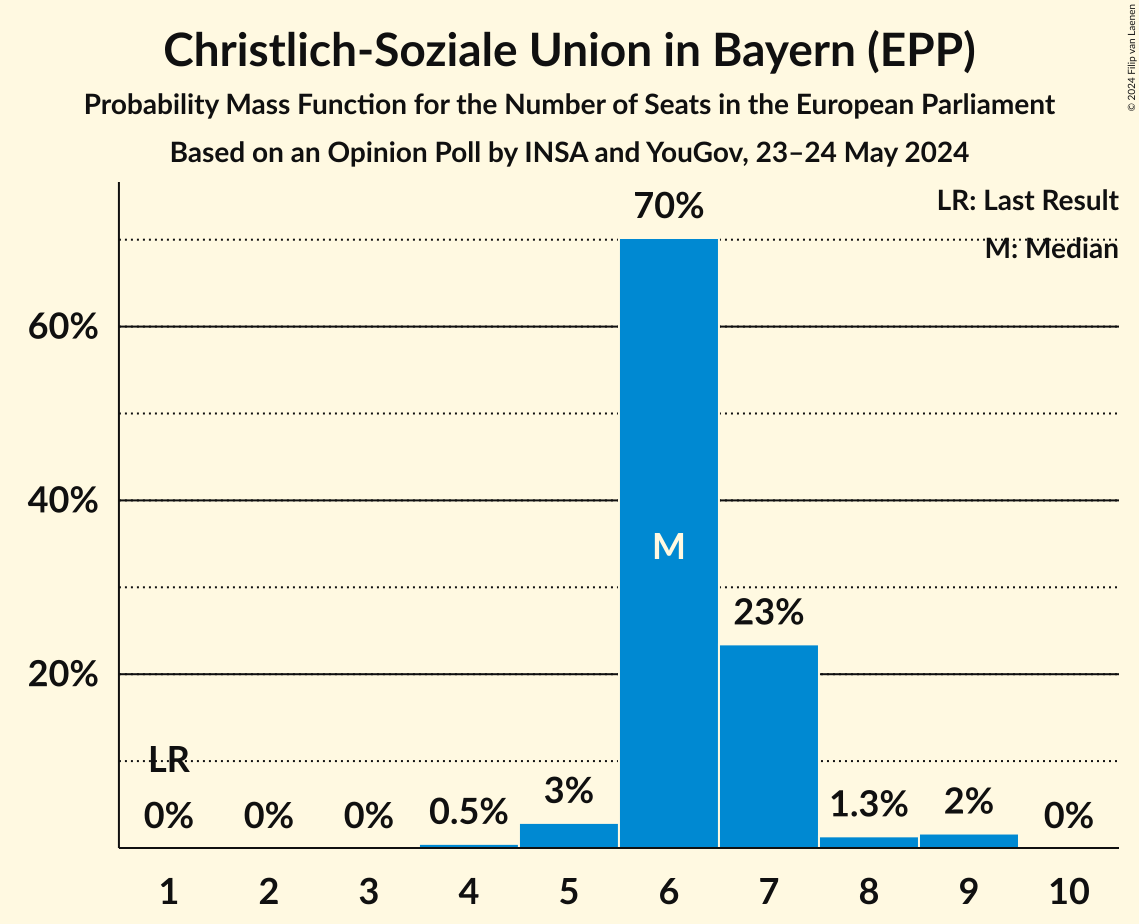 Christlich-Soziale Union in Bayern (EPP)
Probability Mass Function for the Number of Seats in the European Parliament
Based on an Opinion Poll by INSA and YouGov, 23–24 May 2024
© 2024 Filip van Laenen
LR: Last Result
M: Median
70%
60%
40%
M
23%
20%
LR
0% 0% 0% 0.5% 3% 1.3% 2% 0%
1 2 3 4 5 6 7 8 9 10